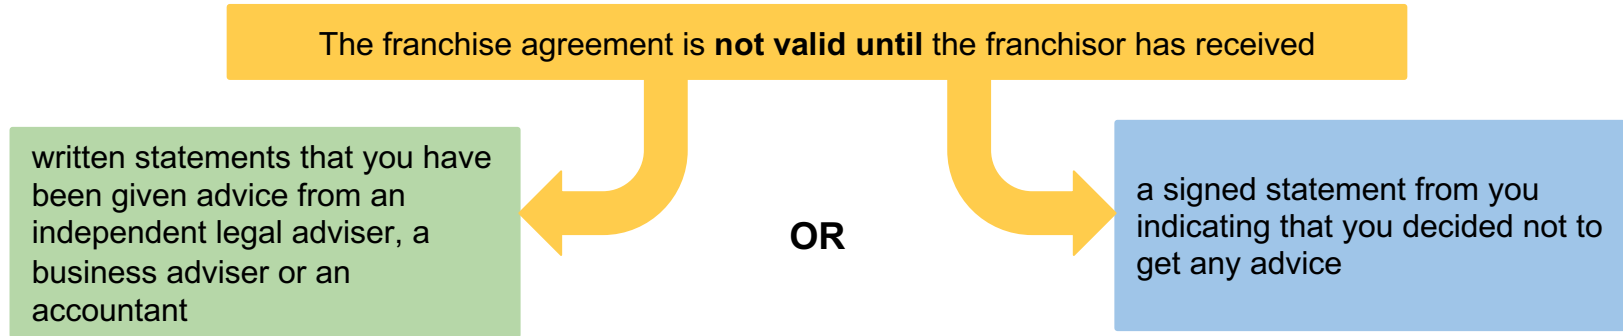 The franchise agreement is not valid until the franchisor has received
written statements that you have
been given advice from an
independent legal adviser, a
business adviser or an
accountant
OR
a signed statement from you
indicating that you decided not to
get any advice